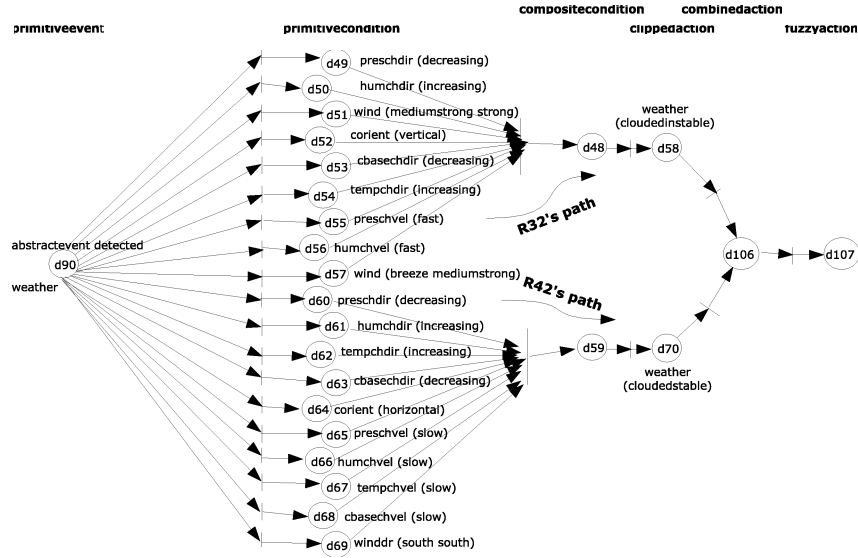 compositecondition combinedaction
primitiveevent primitivecondition clippedaction fuzzyaction
d49 preschdir (decreasing)
d50 humchdir (increasing)
d51 wind (mediumstrong strong)
d52 corient (vertical)
d53 cbasechdir (decreasing)
d54 tempchdir (increasing)
d55 preschvel (fast)
d56 humchvel (fast)
d57 wind (breeze mediumstrong)
weather
(cloudedinstable)
d48 d58
R32's path
abstractevent detected
d90
weather
d106 d107
R42's path
d60 preschdir (decreasing)
d61 humchdir (increasing)
d62 tempchdir (increasing)
d63 cbasechdir (decreasing)
d64 corient (horizontal)
d65 preschvel (slow)
d66 humchvel (slow)
d67 tempchvel (slow)
d68 cbasechvel (slow)
d69 winddr (south south)
d59 d70
weather
(cloudedstable)